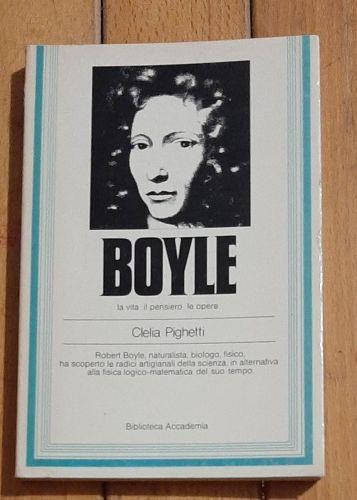 BOYLE
la vita il pensiero le opere
Clelia Pighetti
Robert Boyle, naturalista, biologo, fisico,
ha scoperto le radici artigianali della scienza, in alternativa
alla fisica logico-matematica del suo tempo.
Biblioteca Accademia